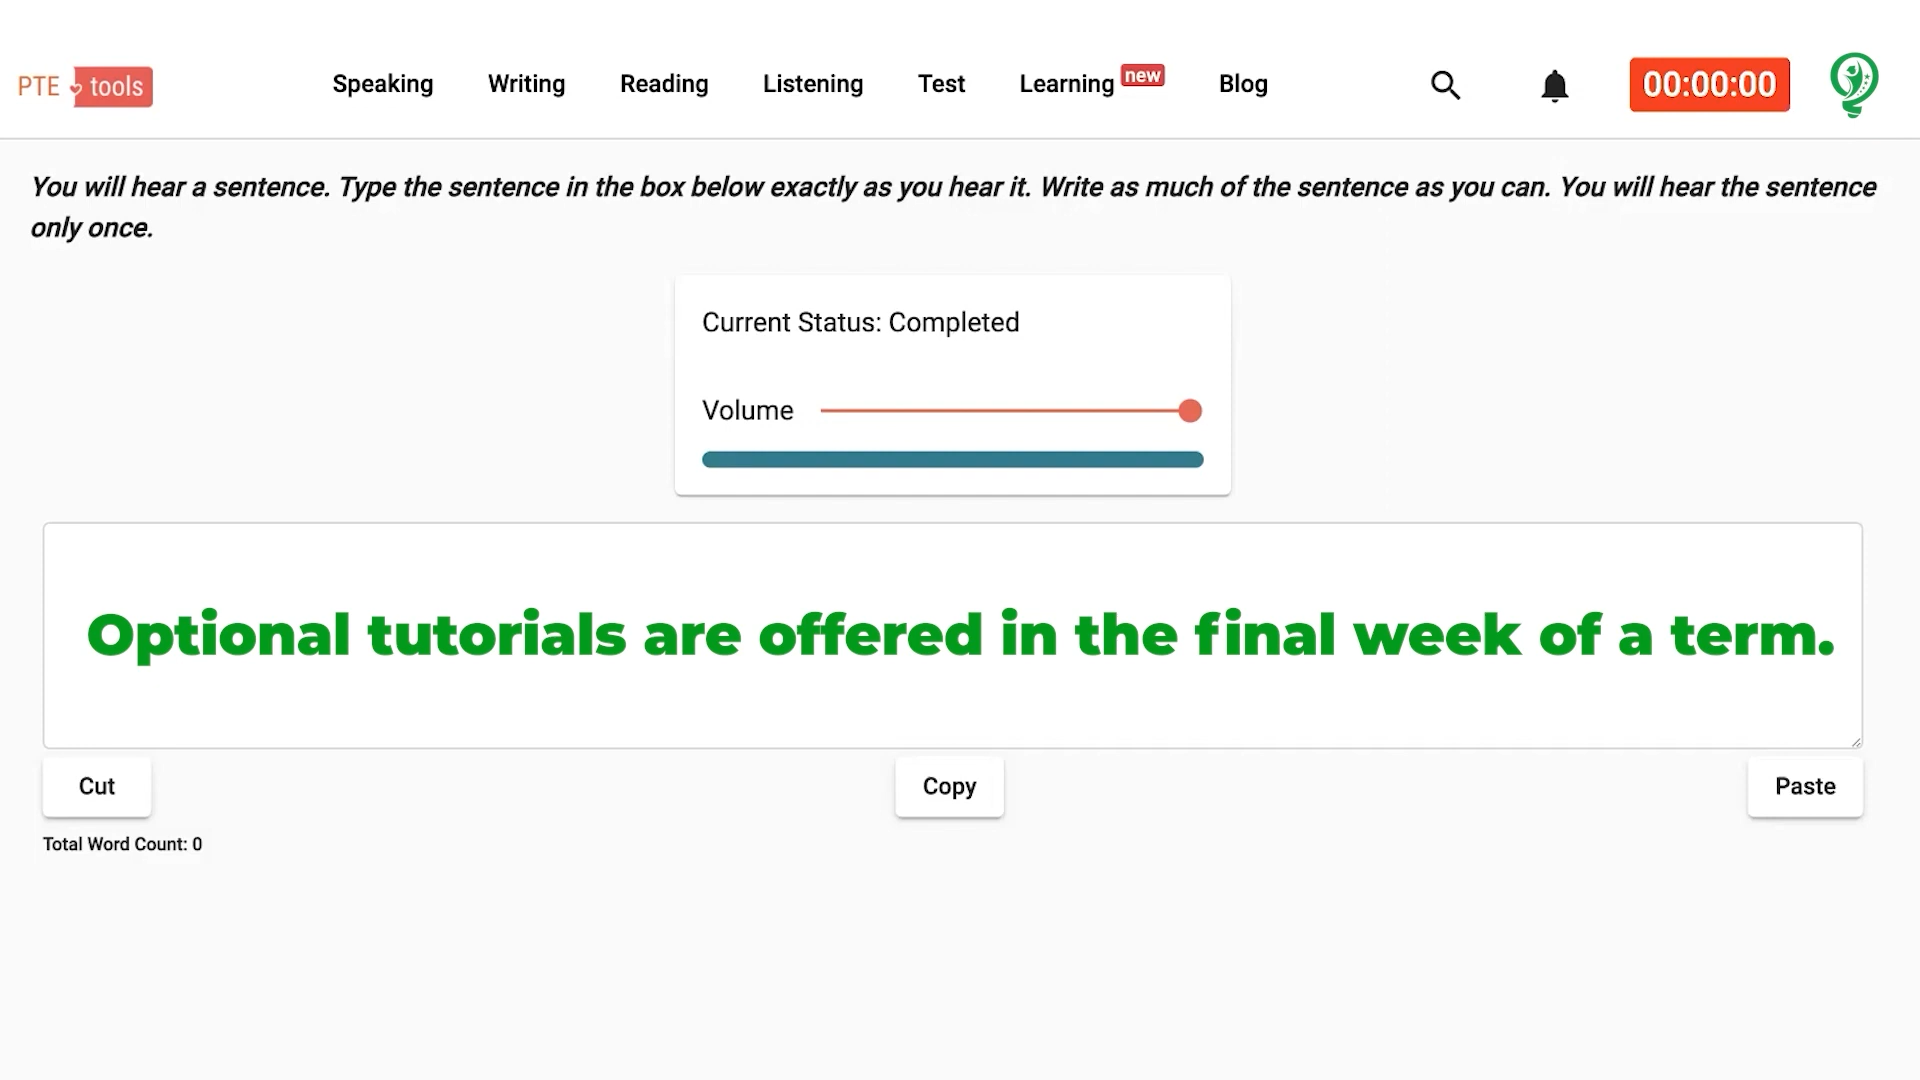 PTE tools
Speaking Writing Reading Listening Test Learning new Blog
00:00:00
You will hear a sentence. Type the sentence in the box below exactly as you hear it. Write as much of the sentence as you can. You will hear the sentence
only once.
Current Status: Completed
Volume
Optional tutorials are offered in the final week of a term.
Cut Copy Paste
Total Word Count: 0